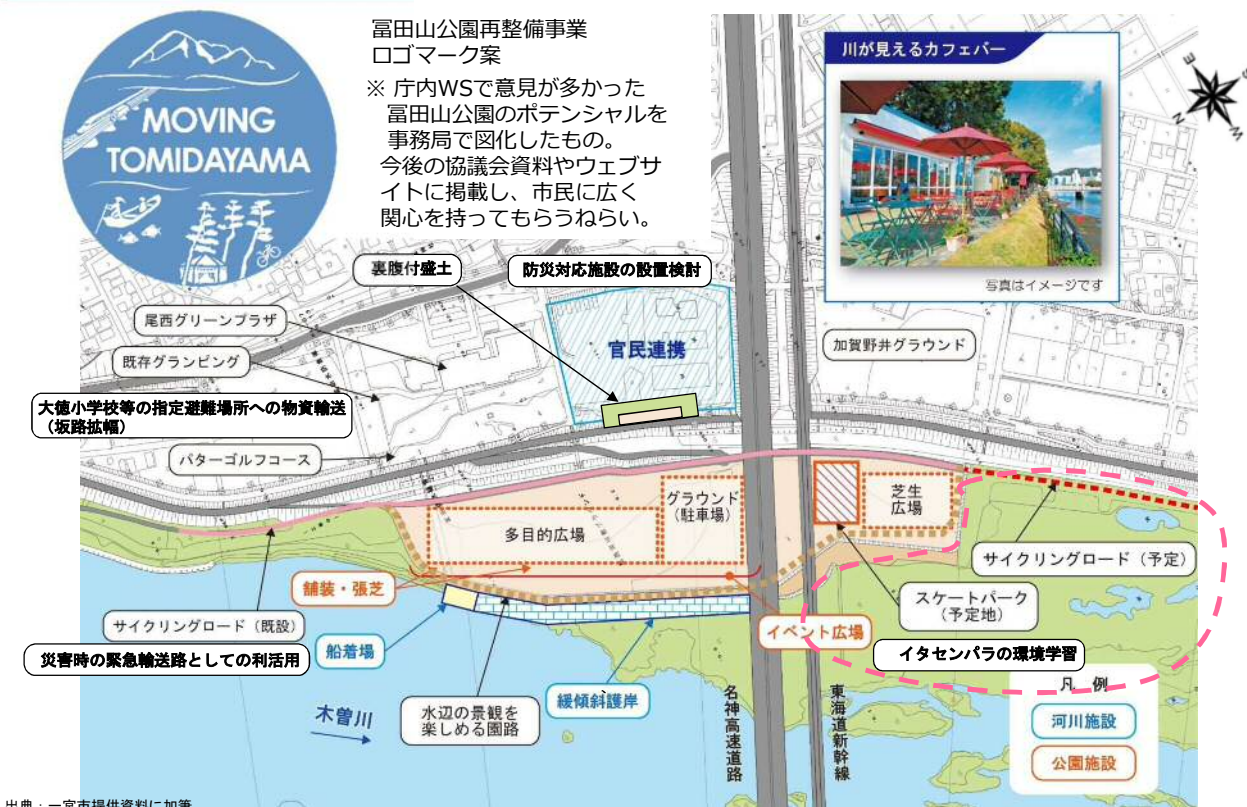 MOVING
TOMIDAYAMA
冨田山公園再整備事業
ロゴマーク案
※ 庁内WSで意見が多かった
冨田山公園のポテンシャルを
事務局で図化したもの。
今後の協議会資料やウェブサ
イトに掲載し、市民に広く
関心を持ってもらうねらい。
川が見えるカフェバー
写真はイメージです
N
E
S
W
裏腹付盛土
防災対応施設の設置検討
尾西グリーンプラザ
官民連携
加賀野井グラウンド
既存グランピング
大徳小学校等の指定避難場所への物資輸送
（坂路拡幅）
パターゴルフコース
多目的広場
グラウンド
（駐車場）
芝生
広場
サイクリングロード（予定）
舗装・張芝
スケートパーク
（予定地）
サイクリングロード（既設）
船着場
イベント広場
災害時の緊急輸送路としての利活用
イタセンパラの環境学習
緩傾斜護岸
木曽川
水辺の景観を
楽しめる園路
名神高速道路
東海道新幹線
凡 例
河川施設
公園施設
出典：一宮市提供資料に加筆